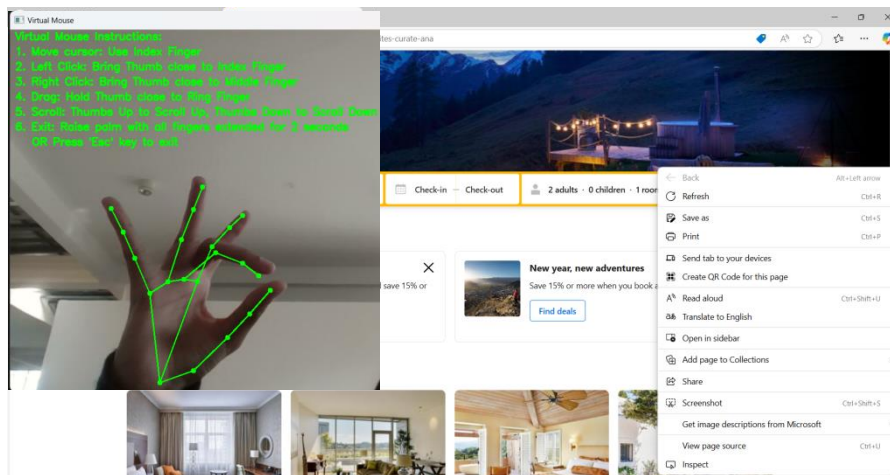 Virtual Mouse
Virtual Mouse Instructions:
1. Move cursor: Use Index Finger
2. Left Click: Bring Thumb close to Index Finger
3. Right Click: Bring Thumb close to Middle Finger
4. Drag: Hold Thumb close to Ring Finger
5. Scroll: Thumbs Up to Scroll Up, Thumbs Down to Scroll Down
6. Exit: Raise palm with all fingers extended for 2 seconds
OR Press 'Esc' key to exit
ites-curate-ana
Check-in — Check-out
2 adults · 0 children · 1 room
save 15% or
New year, new adventures
Save 15% or more when you book a
Find deals
Back Alt+Left arrow
Refresh Ctrl+R
Save as Ctrl+S
Print Ctrl+P
Send tab to your devices
Create QR Code for this page
Read aloud Ctrl+Shift+U
Translate to English
Open in sidebar
Add page to Collections
Share
Screenshot Ctrl+Shift+S
Get image descriptions from Microsoft
View page source Ctrl+U
Inspect